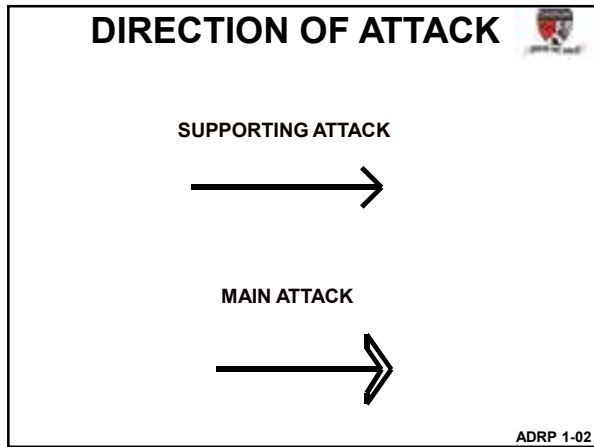 DIRECTION OF ATTACK
SUPPORTING ATTACK
MAIN ATTACK
ADRP 1-02